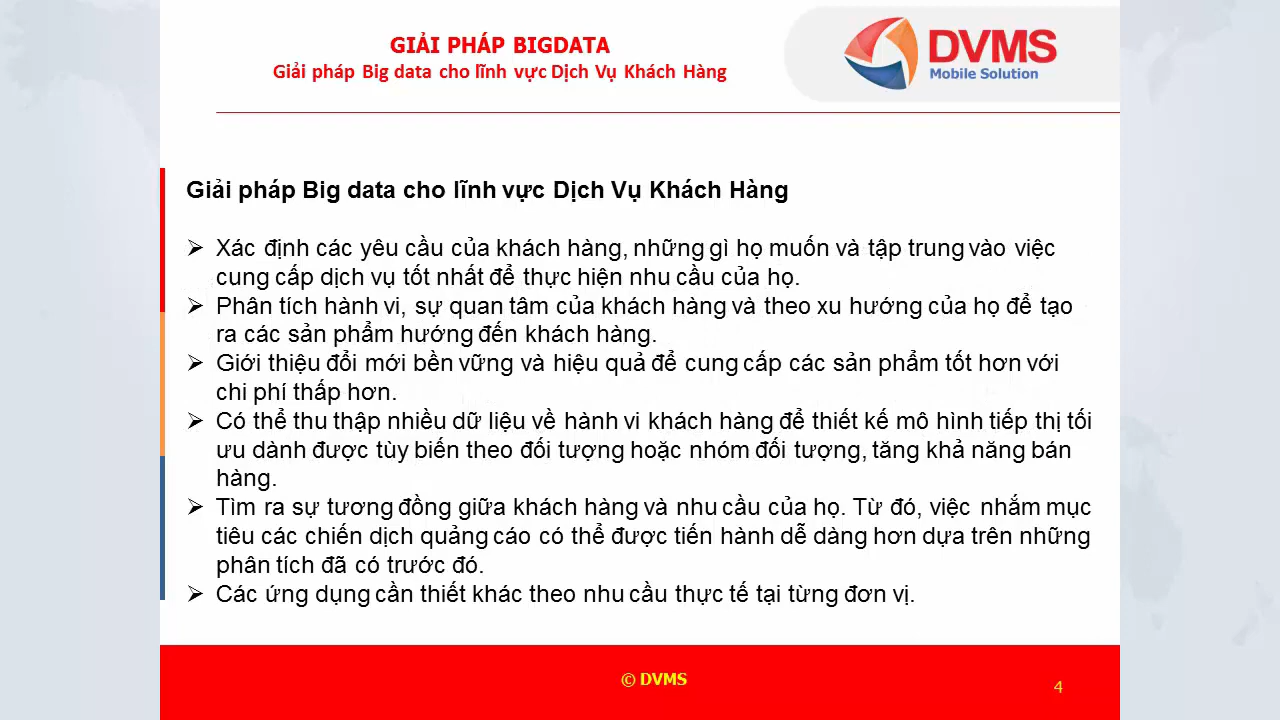 GIẢI PHÁP BIGDATA
Giải pháp Big data cho lĩnh vực Dịch Vụ Khách Hàng
DVMS
Mobile Solution
Giải pháp Big data cho lĩnh vực Dịch Vụ Khách Hàng
➢ Xác định các yêu cầu của khách hàng, những gì họ muốn và tập trung vào việc
cung cấp dịch vụ tốt nhất để thực hiện nhu cầu của họ.
➢ Phân tích hành vi, sự quan tâm của khách hàng và theo xu hướng của họ để tạo
ra các sản phẩm hướng đến khách hàng.
➢ Giới thiệu đổi mới bền vững và hiệu quả để cung cấp các sản phẩm tốt hơn với
chi phí thấp hơn.
➢ Có thể thu thập nhiều dữ liệu về hành vi khách hàng để thiết kế mô hình tiếp thị tối
ưu dành được tùy biến theo đối tượng hoặc nhóm đối tượng, tăng khả năng bán
hàng.
➢ Tìm ra sự tương đồng giữa khách hàng và nhu cầu của họ. Từ đó, việc nhắm mục
tiêu các chiến dịch quảng cáo có thể được tiến hành dễ dàng hơn dựa trên những
phân tích đã có trước đó.
➢ Các ứng dụng cần thiết khác theo nhu cầu thực tế tại từng đơn vị.
© DVMS
4